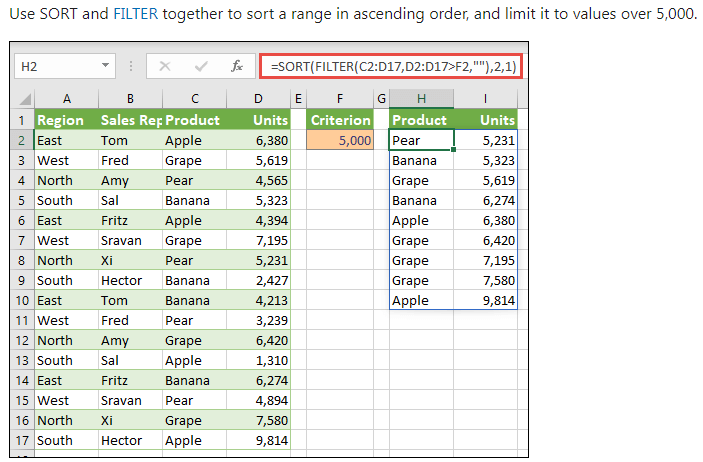 Use SORT and FILTER together to sort a range in ascending order, and limit it to values over 5,000.
H2 fx =SORT(FILTER(C2:D17,D2:D17>F2,""),2,1)
A B C D E F G H I
1 Region Sales Rep Product Units Criterion Product Units
2 East Tom Apple 6,380 5,000 Pear 5,231
3 West Fred Grape 5,619 Banana 5,323
4 North Amy Pear 4,565 Grape 5,619
5 South Sal Banana 5,323 Banana 6,274
6 East Fritz Apple 4,394 Apple 6,380
7 West Sravan Grape 7,195 Grape 6,420
8 North Xi Pear 5,231 Grape 7,195
9 South Hector Banana 2,427 Grape 7,580
10 East Tom Banana 4,213 Apple 9,814
11 West Fred Pear 3,239
12 North Amy Grape 6,420
13 South Sal Apple 1,310
14 East Fritz Banana 6,274
15 West Sravan Pear 4,894
16 North Xi Grape 7,580
17 South Hector Apple 9,814